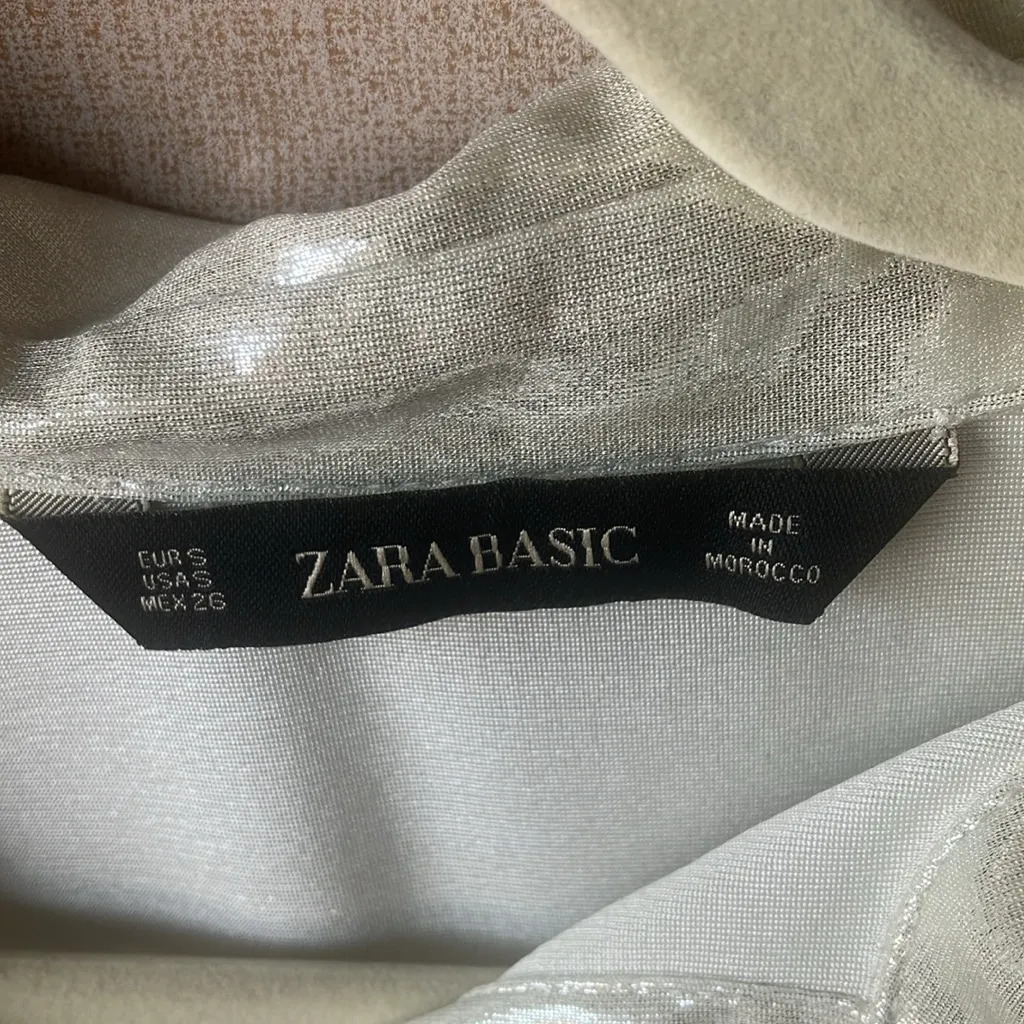 EUR S
USA S
MEX 26
ZARA BASIC
MADE
IN
MOROCCO